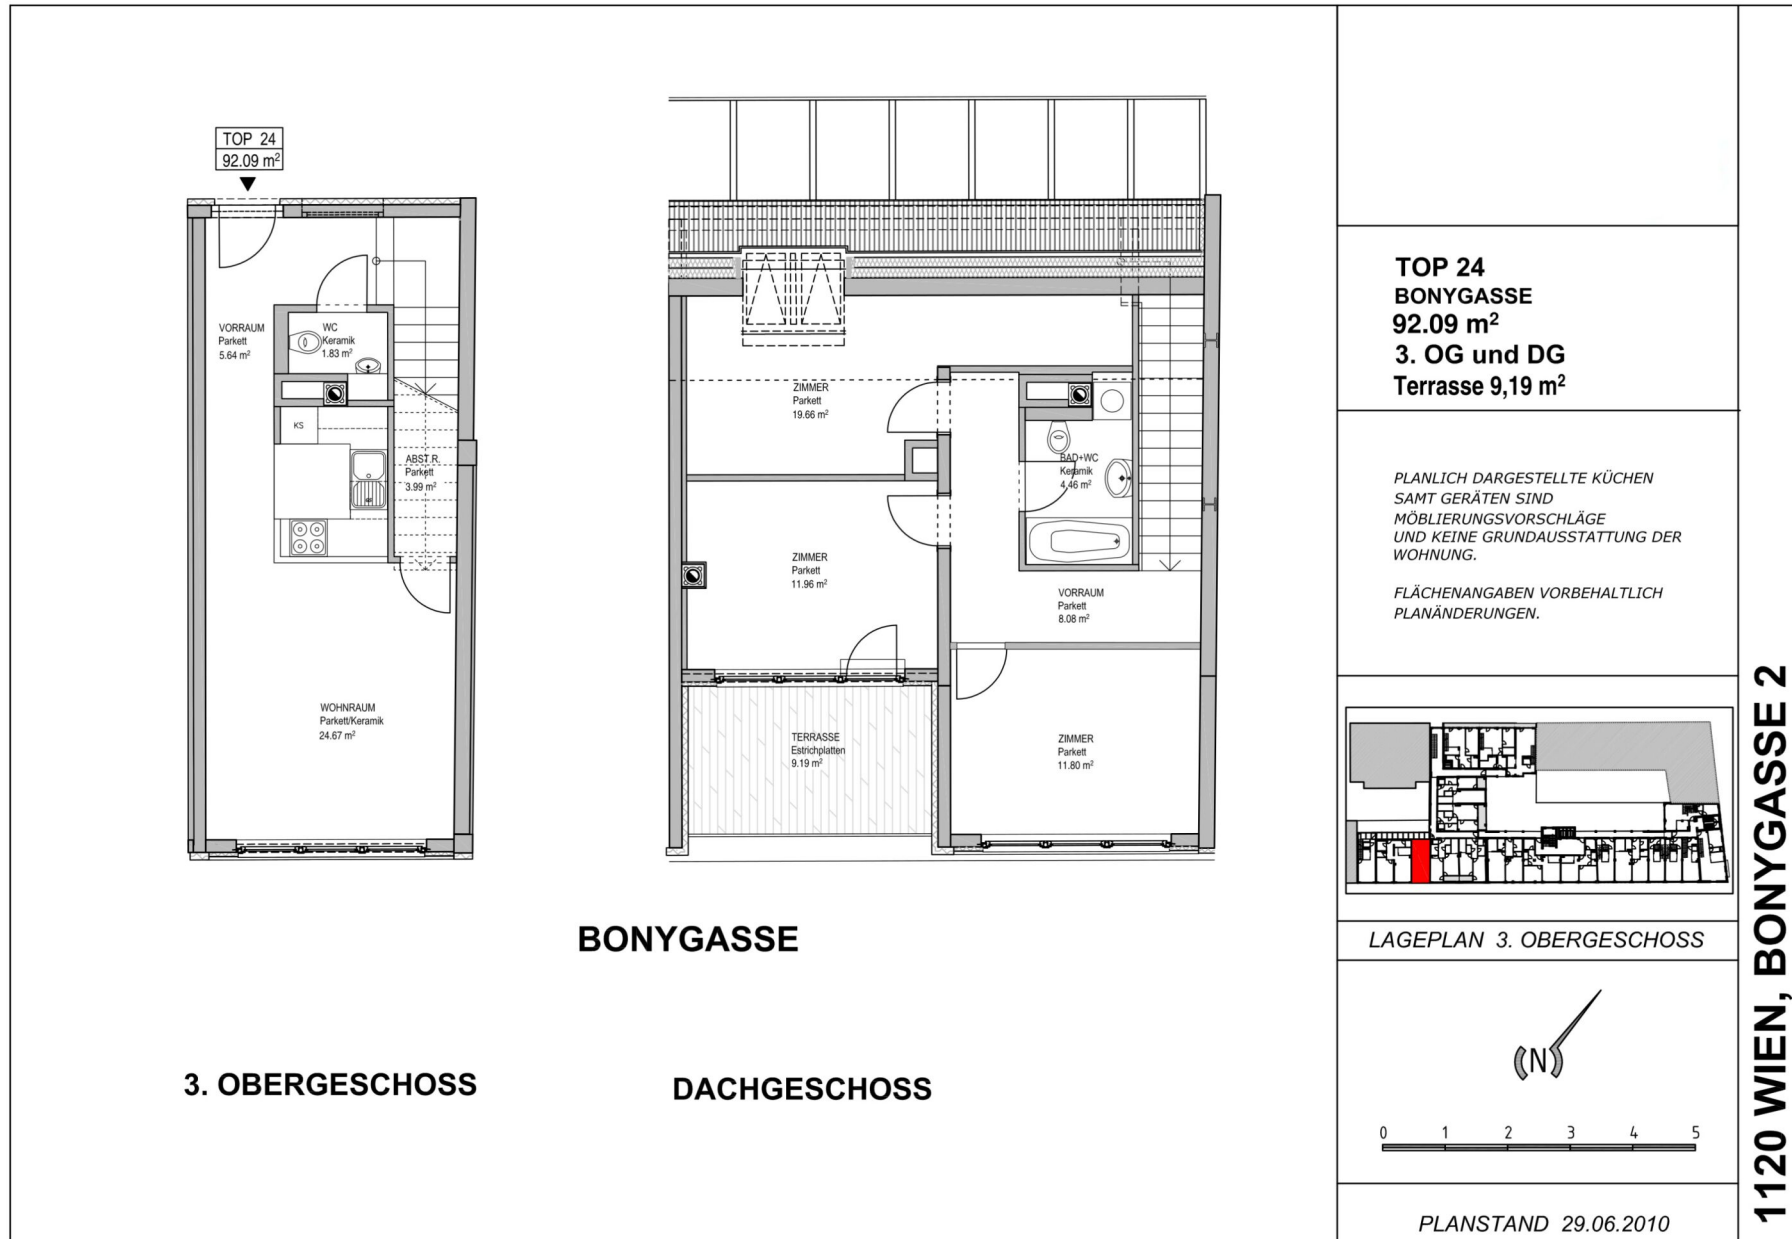 TOP 24
92.09 m²
VORRAUM
Parkett
5.64 m²
WC
Keramik
1.83 m²
KS
ABST.R.
Parkett
3.99 m²
GS
WOHNRAUM
Parkett/Keramik
24.67 m²
ZIMMER
Parkett
19.66 m²
BAD+WC
Keramik
4.46 m²
ZIMMER
Parkett
11.96 m²
VORRAUM
Parkett
8.08 m²
TERRASSE
Estrichplatten
9.19 m²
ZIMMER
Parkett
11.80 m²
BONYGASSE
3. OBERGESCHOSS
DACHGESCHOSS
TOP 24
BONYGASSE
92.09 m²
3. OG und DG
Terrasse 9,19 m²
PLANLICH DARGESTELLTE KÜCHEN
SAMT GERÄTEN SIND
MÖBLIERUNGSVORSCHLÄGE
UND KEINE GRUNDAUSSTATTUNG DER
WOHNUNG.
FLÄCHENANGABEN VORBEHALTLICH
PLANÄNDERUNGEN.
LAGEPLAN 3. OBERGESCHOSS
(N)
0 1 2 3 4 5
PLANSTAND 29.06.2010
1120 WIEN, BONYGASSE 2